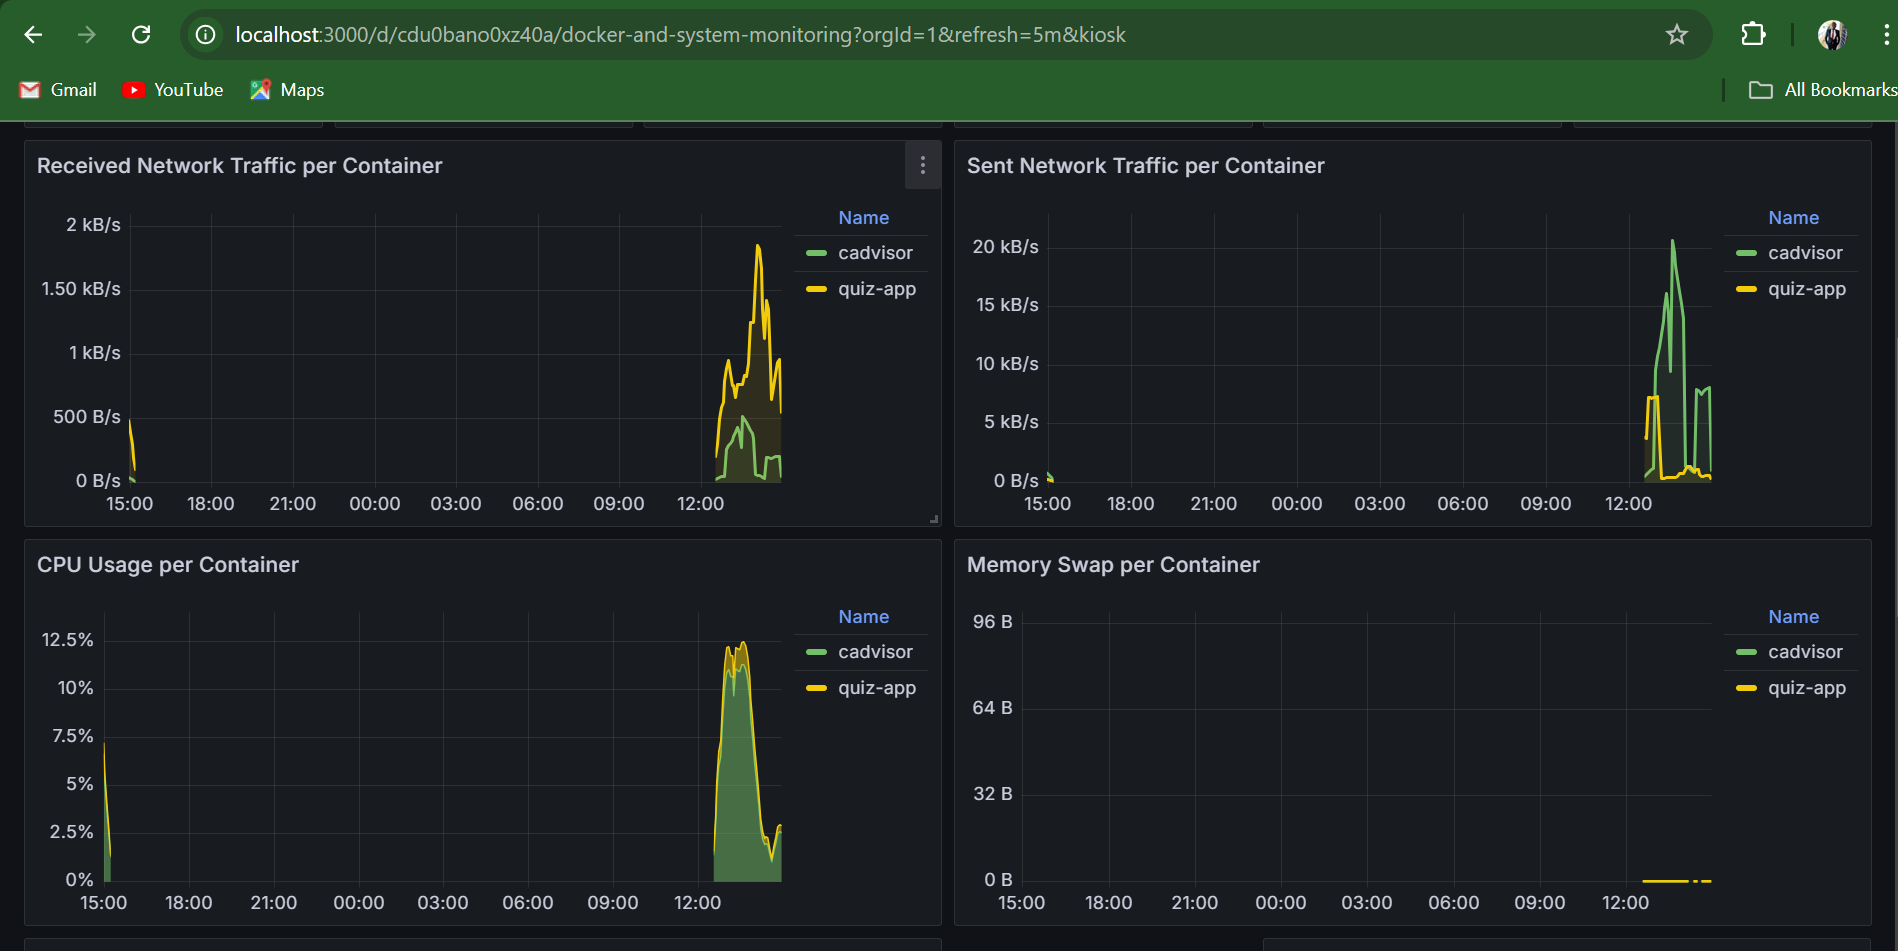 localhost:3000/d/cdu0bano0xz40a/docker-and-system-monitoring?orgId=1&refresh=5m&kiosk
Gmail YouTube Maps All Bookmarks
Received Network Traffic per Container
2 kB/s
1.50 kB/s
1 kB/s
500 B/s
0 B/s
15:00 18:00 21:00 00:00 03:00 06:00 09:00 12:00
Name
cadvisor
quiz-app
Sent Network Traffic per Container
20 kB/s
15 kB/s
10 kB/s
5 kB/s
0 B/s
15:00 18:00 21:00 00:00 03:00 06:00 09:00 12:00
Name
cadvisor
quiz-app
CPU Usage per Container
12.5%
10%
7.5%
5%
2.5%
0%
15:00 18:00 21:00 00:00 03:00 06:00 09:00 12:00
Name
cadvisor
quiz-app
Memory Swap per Container
96 B
64 B
32 B
0 B
15:00 18:00 21:00 00:00 03:00 06:00 09:00 12:00
Name
cadvisor
quiz-app